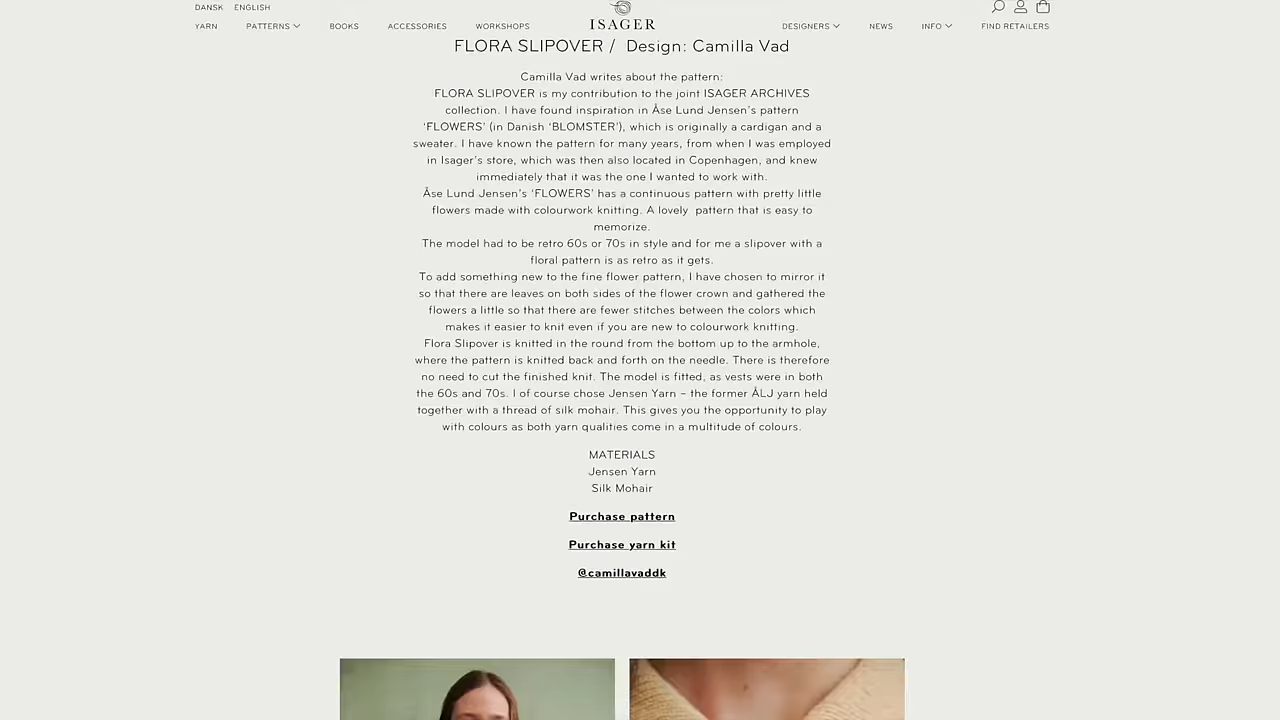 DANSK ENGLISH
YARN PATTERNS BOOKS ACCESSORIES WORKSHOPS ISAGER DESIGNERS NEWS INFO FIND RETAILERS
FLORA SLIPOVER / Design: Camilla Vad
Camilla Vad writes about the pattern:
FLORA SLIPOVER is my contribution to the joint ISAGER ARCHIVES
collection. I have found inspiration in Åse Lund Jensen's pattern
‘FLOWERS’ (in Danish ‘BLOMSTER’), which is originally a cardigan and a
sweater. I have known the pattern for many years, from when I was employed
in Isager's store, which was then also located in Copenhagen, and knew
immediately that it was the one I wanted to work with.
Åse Lund Jensen's ‘FLOWERS’ has a continuous pattern with pretty little
flowers made with colourwork knitting. A lovely pattern that is easy to
memorize.
The model had to be retro 60s or 70s in style and for me a slipover with a
floral pattern is as retro as it gets.
To add something new to the fine flower pattern, I have chosen to mirror it
so that there are leaves on both sides of the flower crown and gathered the
flowers a little so that there are fewer stitches between the colors which
makes it easier to knit even if you are new to colourwork knitting.
Flora Slipover is knitted in the round from the bottom up to the armhole,
where the pattern is knitted back and forth on the needle. There is therefore
no need to cut the finished knit. The model is fitted, as vests were in both
the 60s and 70s. I of course chose Jensen Yarn – the former ÅLJ yarn held
together with a thread of silk mohair. This gives you the opportunity to play
with colours as both yarn qualities come in a multitude of colours.
MATERIALS
Jensen Yarn
Silk Mohair
Purchase pattern
Purchase yarn kit
@camillavaddk